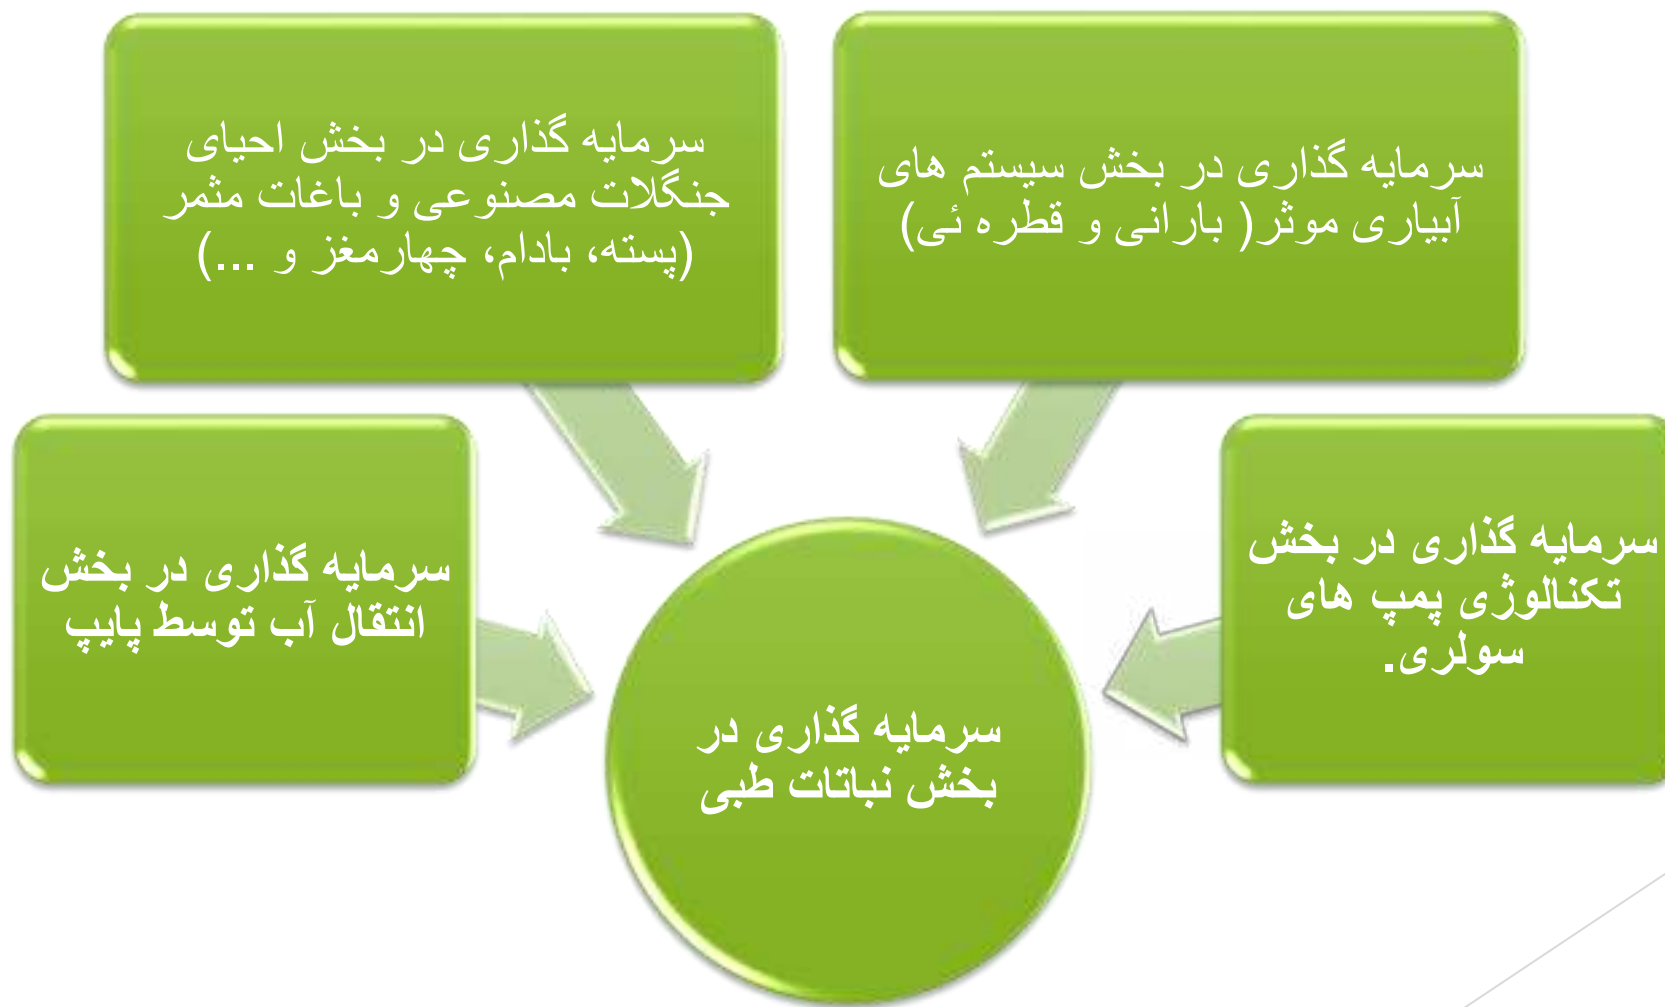 سرمایه گذاری در بخش سیستم های
آبیاری موثر( بارانی و قطره ئی)
سرمایه گذاری در بخش احیای
جنگلات مصنوعی و باغات مثمر
(پسته، بادام، چهارمغز و ...)
سرمایه گذاری در بخش
تکنالوژی پمپ های
سولری.
سرمایه گذاری در بخش
انتقال آب توسط پایپ
سرمایه گذاری در
بخش نباتات طبی